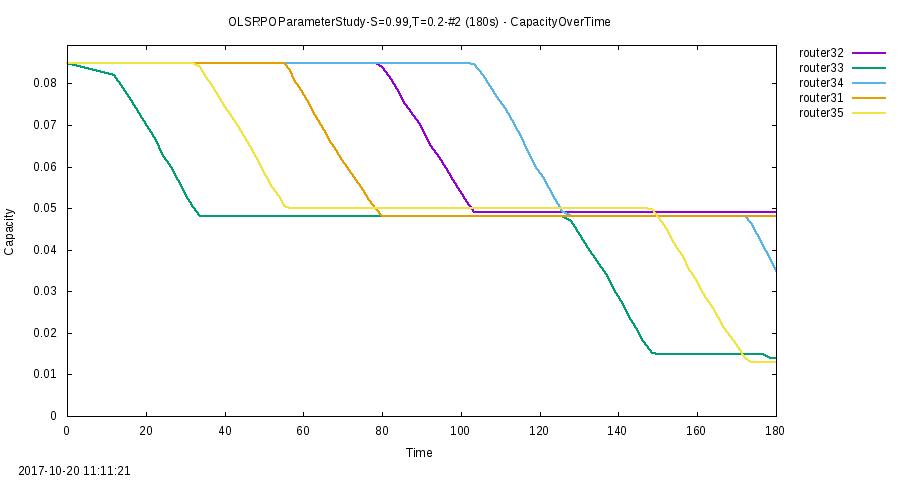 OLSRPOParameterStudy-S=0.99,T=0.2-#2 (180s) - CapacityOverTime
router32
router33
router34
router31
router35
0.08
0.07
0.06
0.05
0.04
0.03
0.02
0.01
0
Capacity
0 20 40 60 80 100 120 140 160 180
Time
2017-10-20 11:11:21